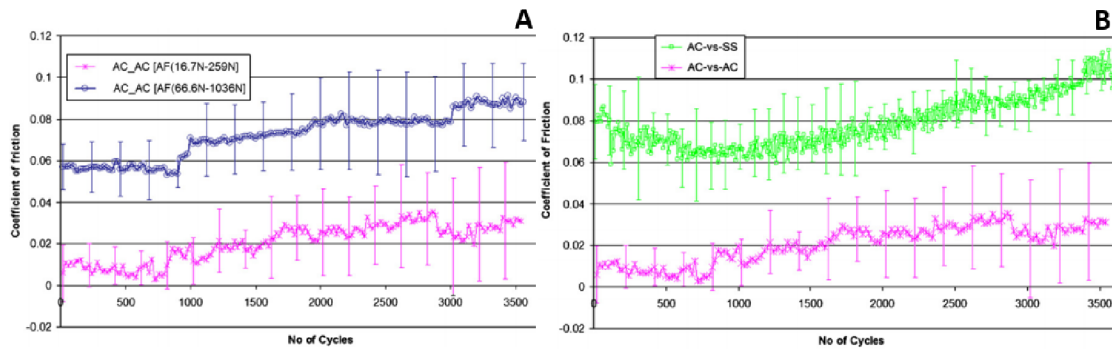 A
0.12
0.1
0.08
0.06
0.04
0.02
0
-0.02
Coefficient of friction
AC_AC [AF(16.7N-259N]
AC_AC [AF(66.6N-1036N]
0 500 1000 1500 2000 2500 3000 3500
No of Cycles
B
0.12
0.1
0.08
0.06
0.04
0.02
0
-0.02
Coefficient of Friction
AC-vs-SS
AC-vs-AC
0 500 1000 1500 2000 2500 3000 3500
No of Cycles